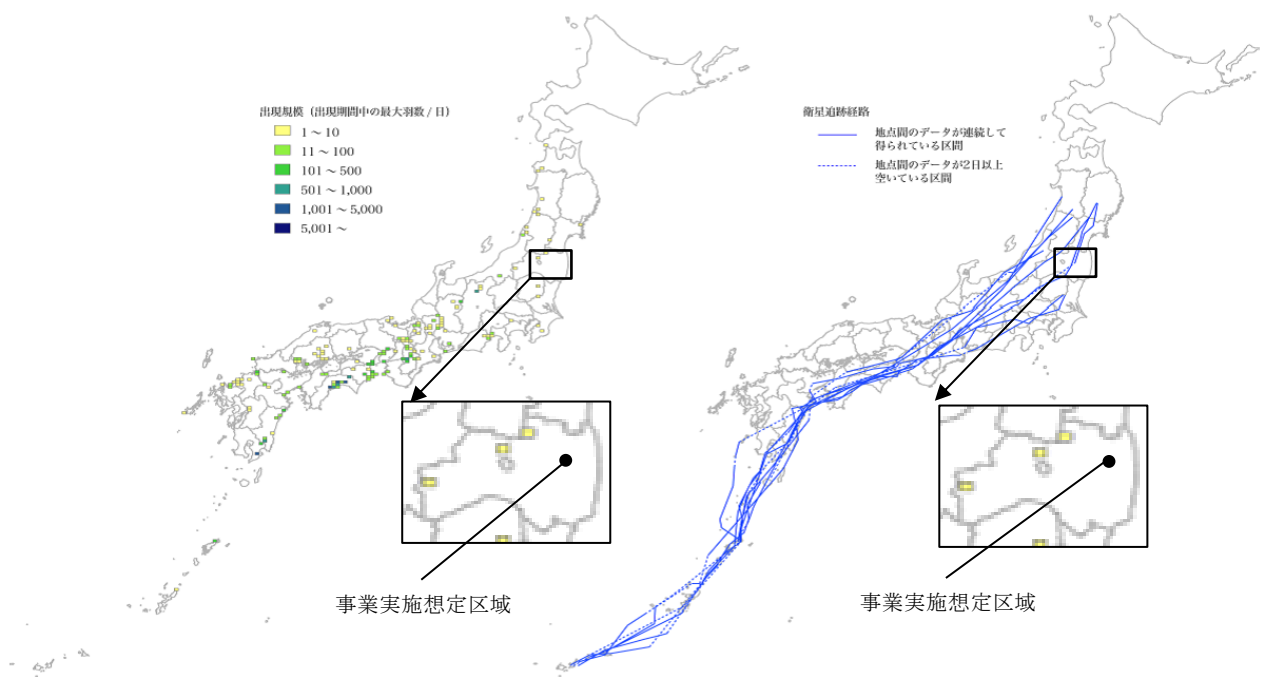 出現規模（出現期間中の最大羽数 / 日）
1～10
11～100
101～500
501～1,000
1,001～5,000
5,001～
事業実施想定区域
衛星追跡経路
地点間のデータが連続して
得られている区間
地点間のデータが2日以上
空いている区間
事業実施想定区域